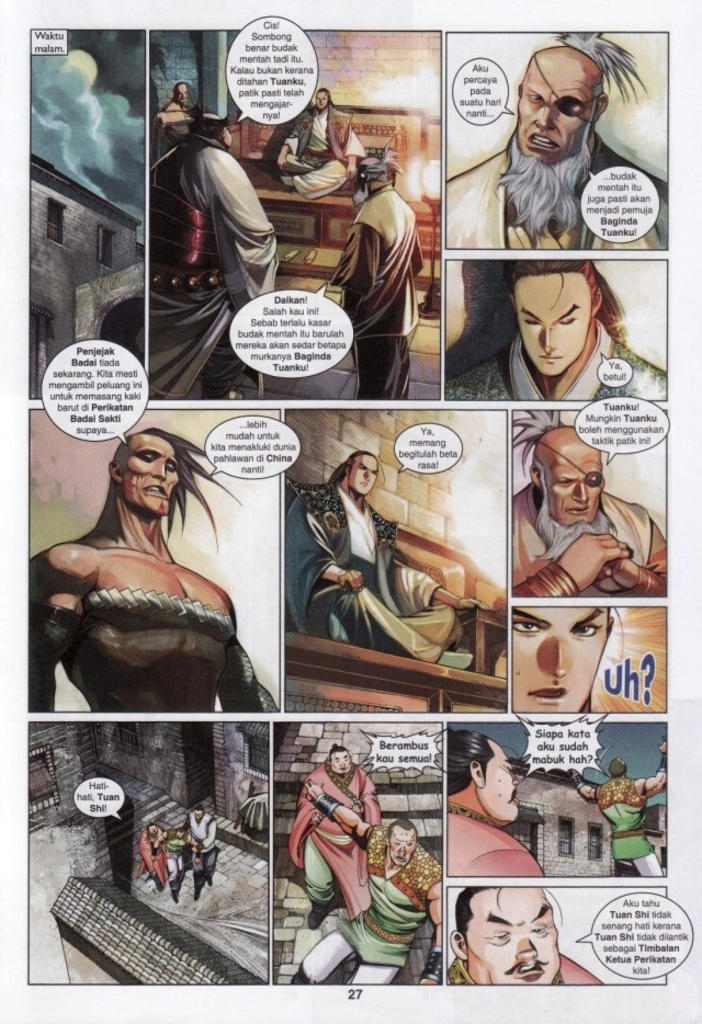 Waktu
malam.
Cis!
Sombong
benar budak
mentah tadi itu.
Kalau bukan kerana
ditahan Tuanku,
patik pasti telah
mengajar-
nya!
Daikan!
Salah kau ini!
Sebab terlalu kasar
budak mentah itu barulah
mereka akan sedar betapa
murkanya Baginda
Tuanku!
Aku
percaya
pada
suatu hari
nanti...
...budak
mentah itu
juga pasti akan
menjadi pemuja
Baginda
Tuanku!
Ya,
betul!
Penjejak
Badai tiada
sekarang. Kita mesti
mengambil peluang ini
untuk memasang kaki
barut di Perikatan
Badai Sakti
supaya...
...lebih
mudah untuk
kita menakluki dunia
pahlawan di China
nanti!
Ya,
memang
begitulah beta
rasa!
Tuanku!
Mungkin Tuanku
boleh menggunakan
taktik patik ini!
uh?
Hati-
hati, Tuan
Shi!
Berambus
kau semua!
Siapa kata
aku sudah
mabuk hah?
Aku tahu
Tuan Shi tidak
senang hati kerana
Tuan Shi tidak dilantik
sebagai Timbalan
Ketua Perikatan
kita!
27